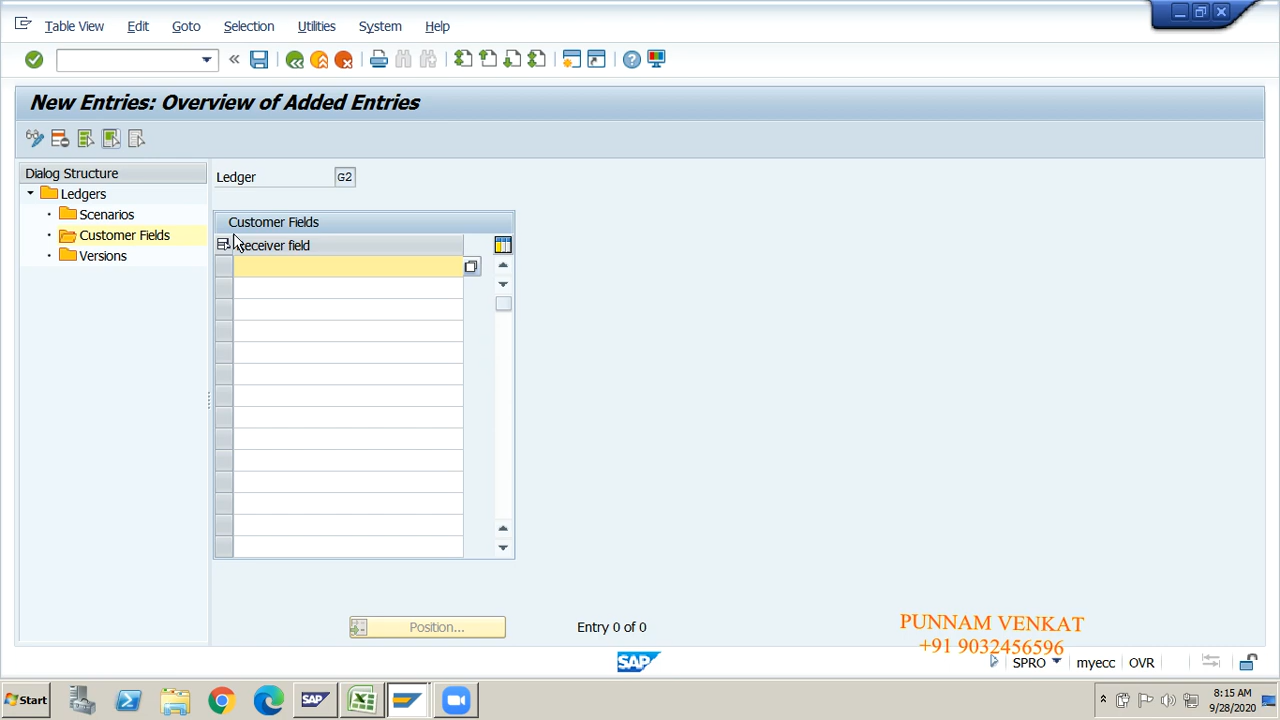 Table View Edit Goto Selection Utilities System Help
New Entries: Overview of Added Entries
Dialog Structure
Ledgers
Scenarios
Customer Fields
Versions
Ledger G2
Customer Fields
Receiver field
Position... Entry 0 of 0
PUNNAM VENKAT
+91 9032456596
SAP SPRO myecc OVR
Start SAP 8:15 AM
9/28/2020